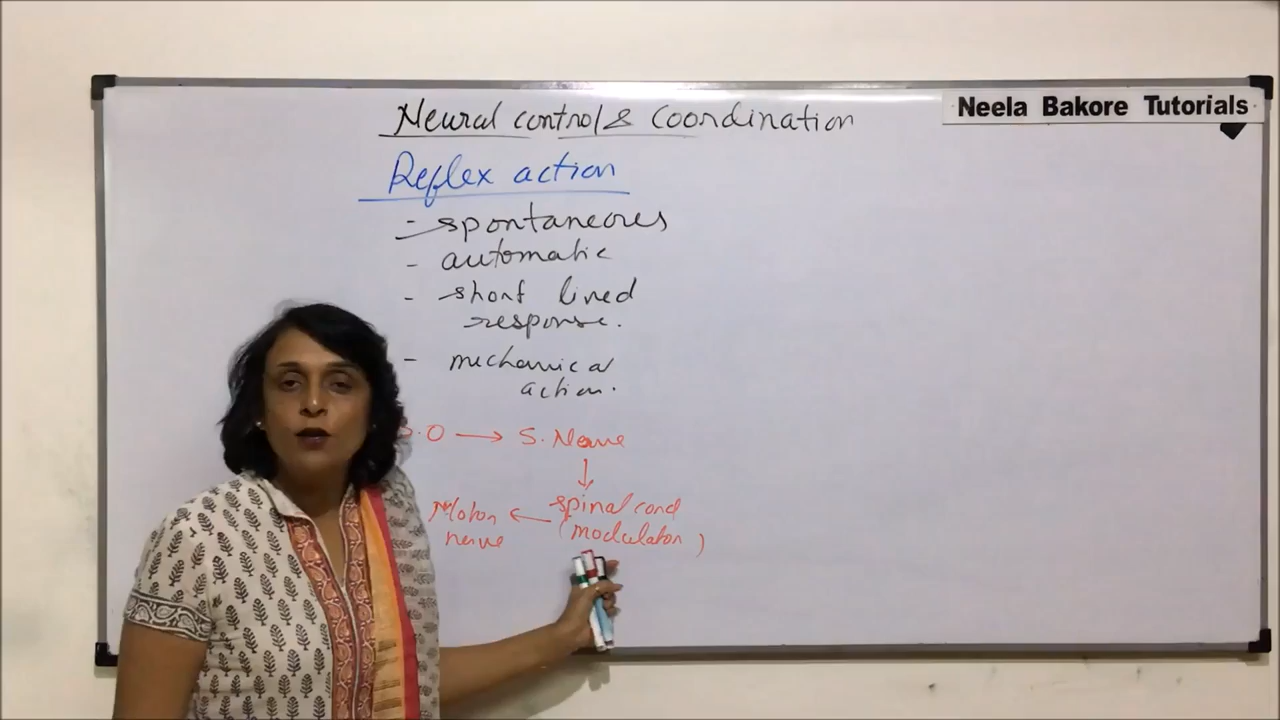 Neela Bakore Tutorials
Neural control & Coordination
Reflex action
- spontaneous
- automatic
- short lived
response.
- mechanical
action.
O → S. Nerve
↓
Motor ← spinal cord
nerve (modulator)